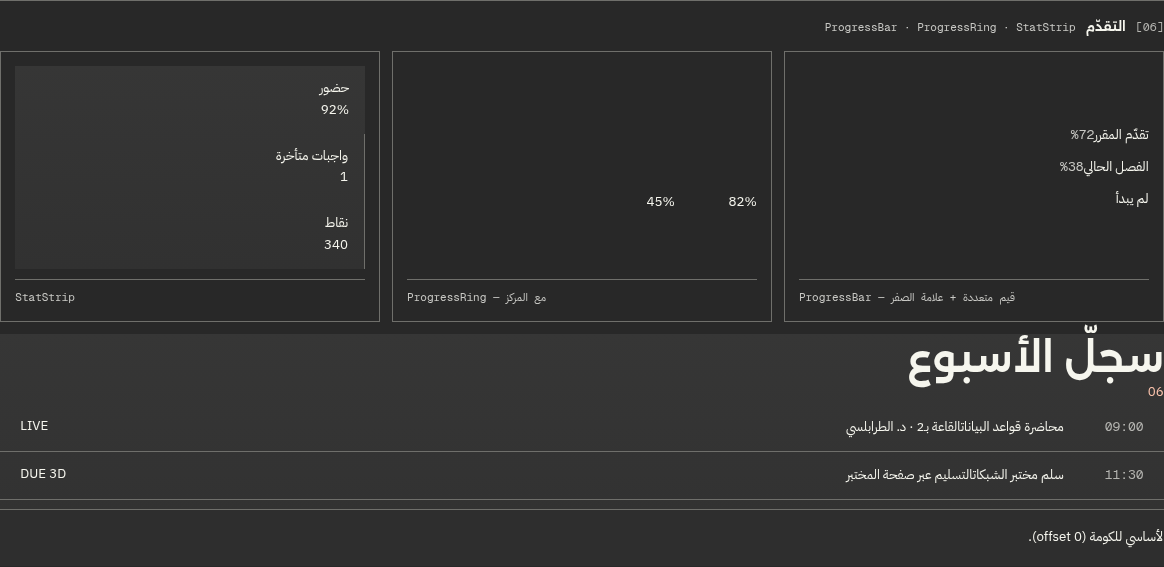 [06] التقدّم ProgressBar · ProgressRing · StatStrip
تقدّم المقرر72%
الفصل الحالي38%
لم يبدأ
ProgressBar — قيم متعددة + علامة الصفر
82% 45%
ProgressRing — مع المركز
حضور
92%
واجبات متأخرة
1
نقاط
340
StatStrip
سجلّ الأسبوع
06
09:00 محاضرة قواعد البياناتالقاعة ب2 · د. الطرابلسي LIVE
11:30 سلم مختبر الشبكاتالتسليم عبر صفحة المختبر DUE 3D
لأساسي للكومة (offset 0).